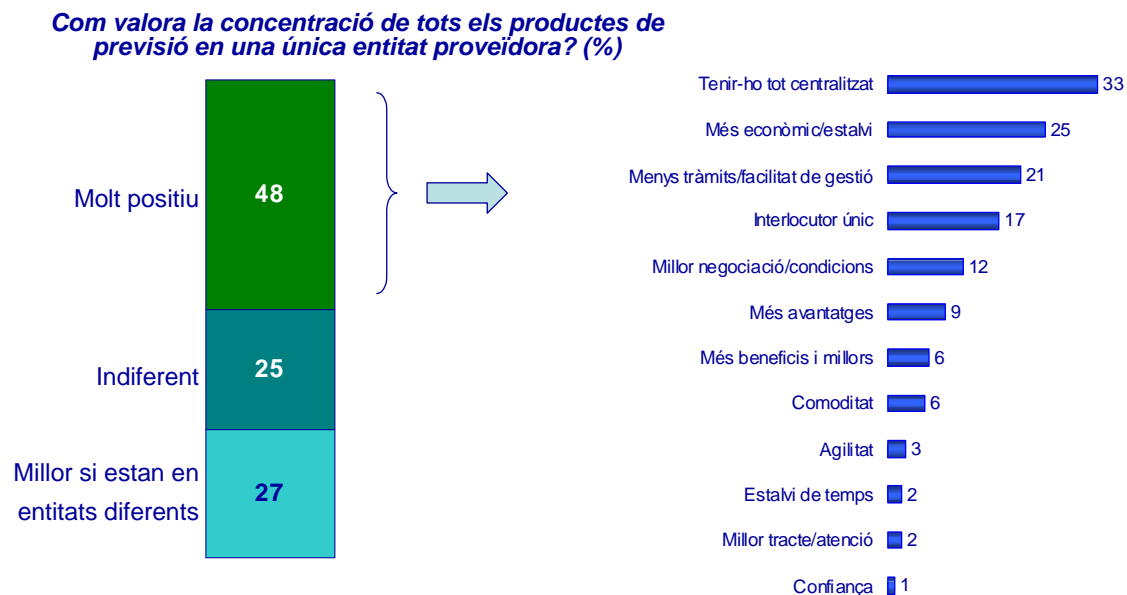 Com valora la concentració de tots els productes de
previsió en una única entitat proveïdora? (%)
Molt positiu
48
Indiferent
25
Millor si estan en
entitats diferents
27
Tenir-ho tot centralitzat
33
Més econòmic/estalvi
25
Menys tràmits/facilitat de gestió
21
Interlocutor únic
17
Millor negociació/condicions
12
Més avantatges
9
Més beneficis i millors
6
Comoditat
6
Agilitat
3
Estalvi de temps
2
Millor tracte/atenció
2
Confiança
1